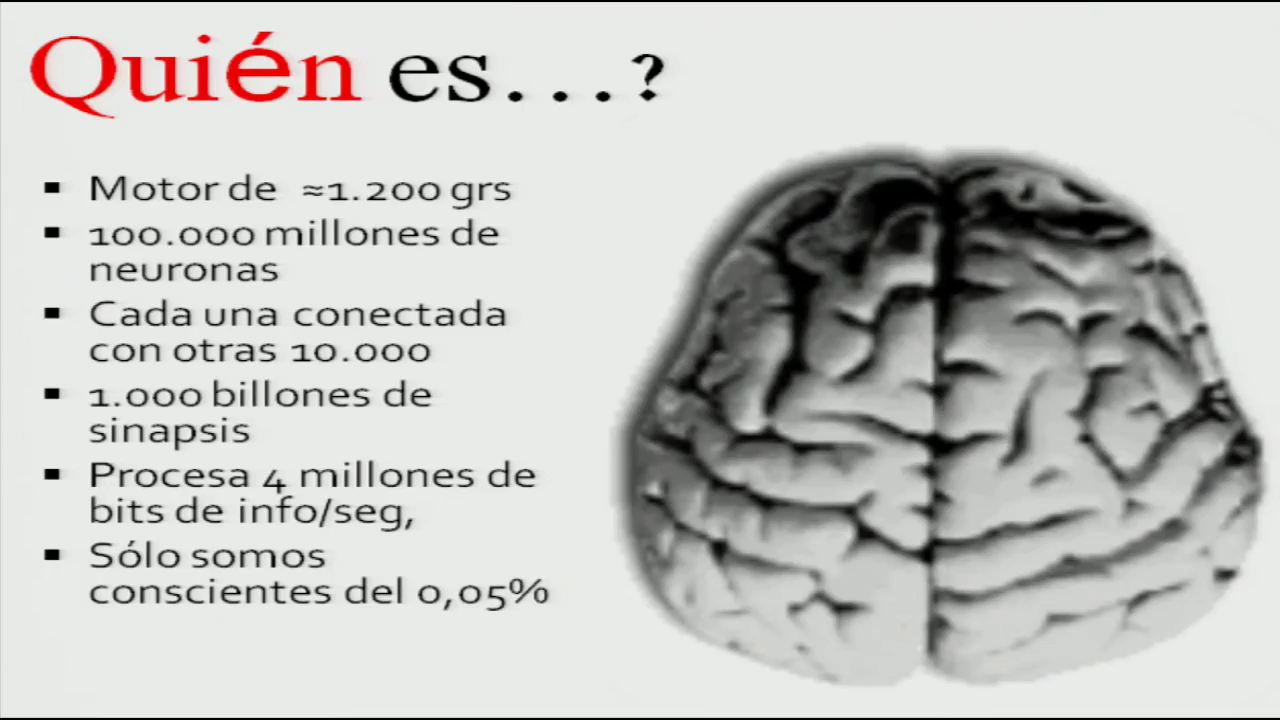 Quién es...?
▪ Motor de ≈1.200 grs
▪ 100.000 millones de
neuronas
▪ Cada una conectada
con otras 10.000
▪ 1.000 billones de
sinapsis
▪ Procesa 4 millones de
bits de info/seg,
▪ Sólo somos
conscientes del 0,05%